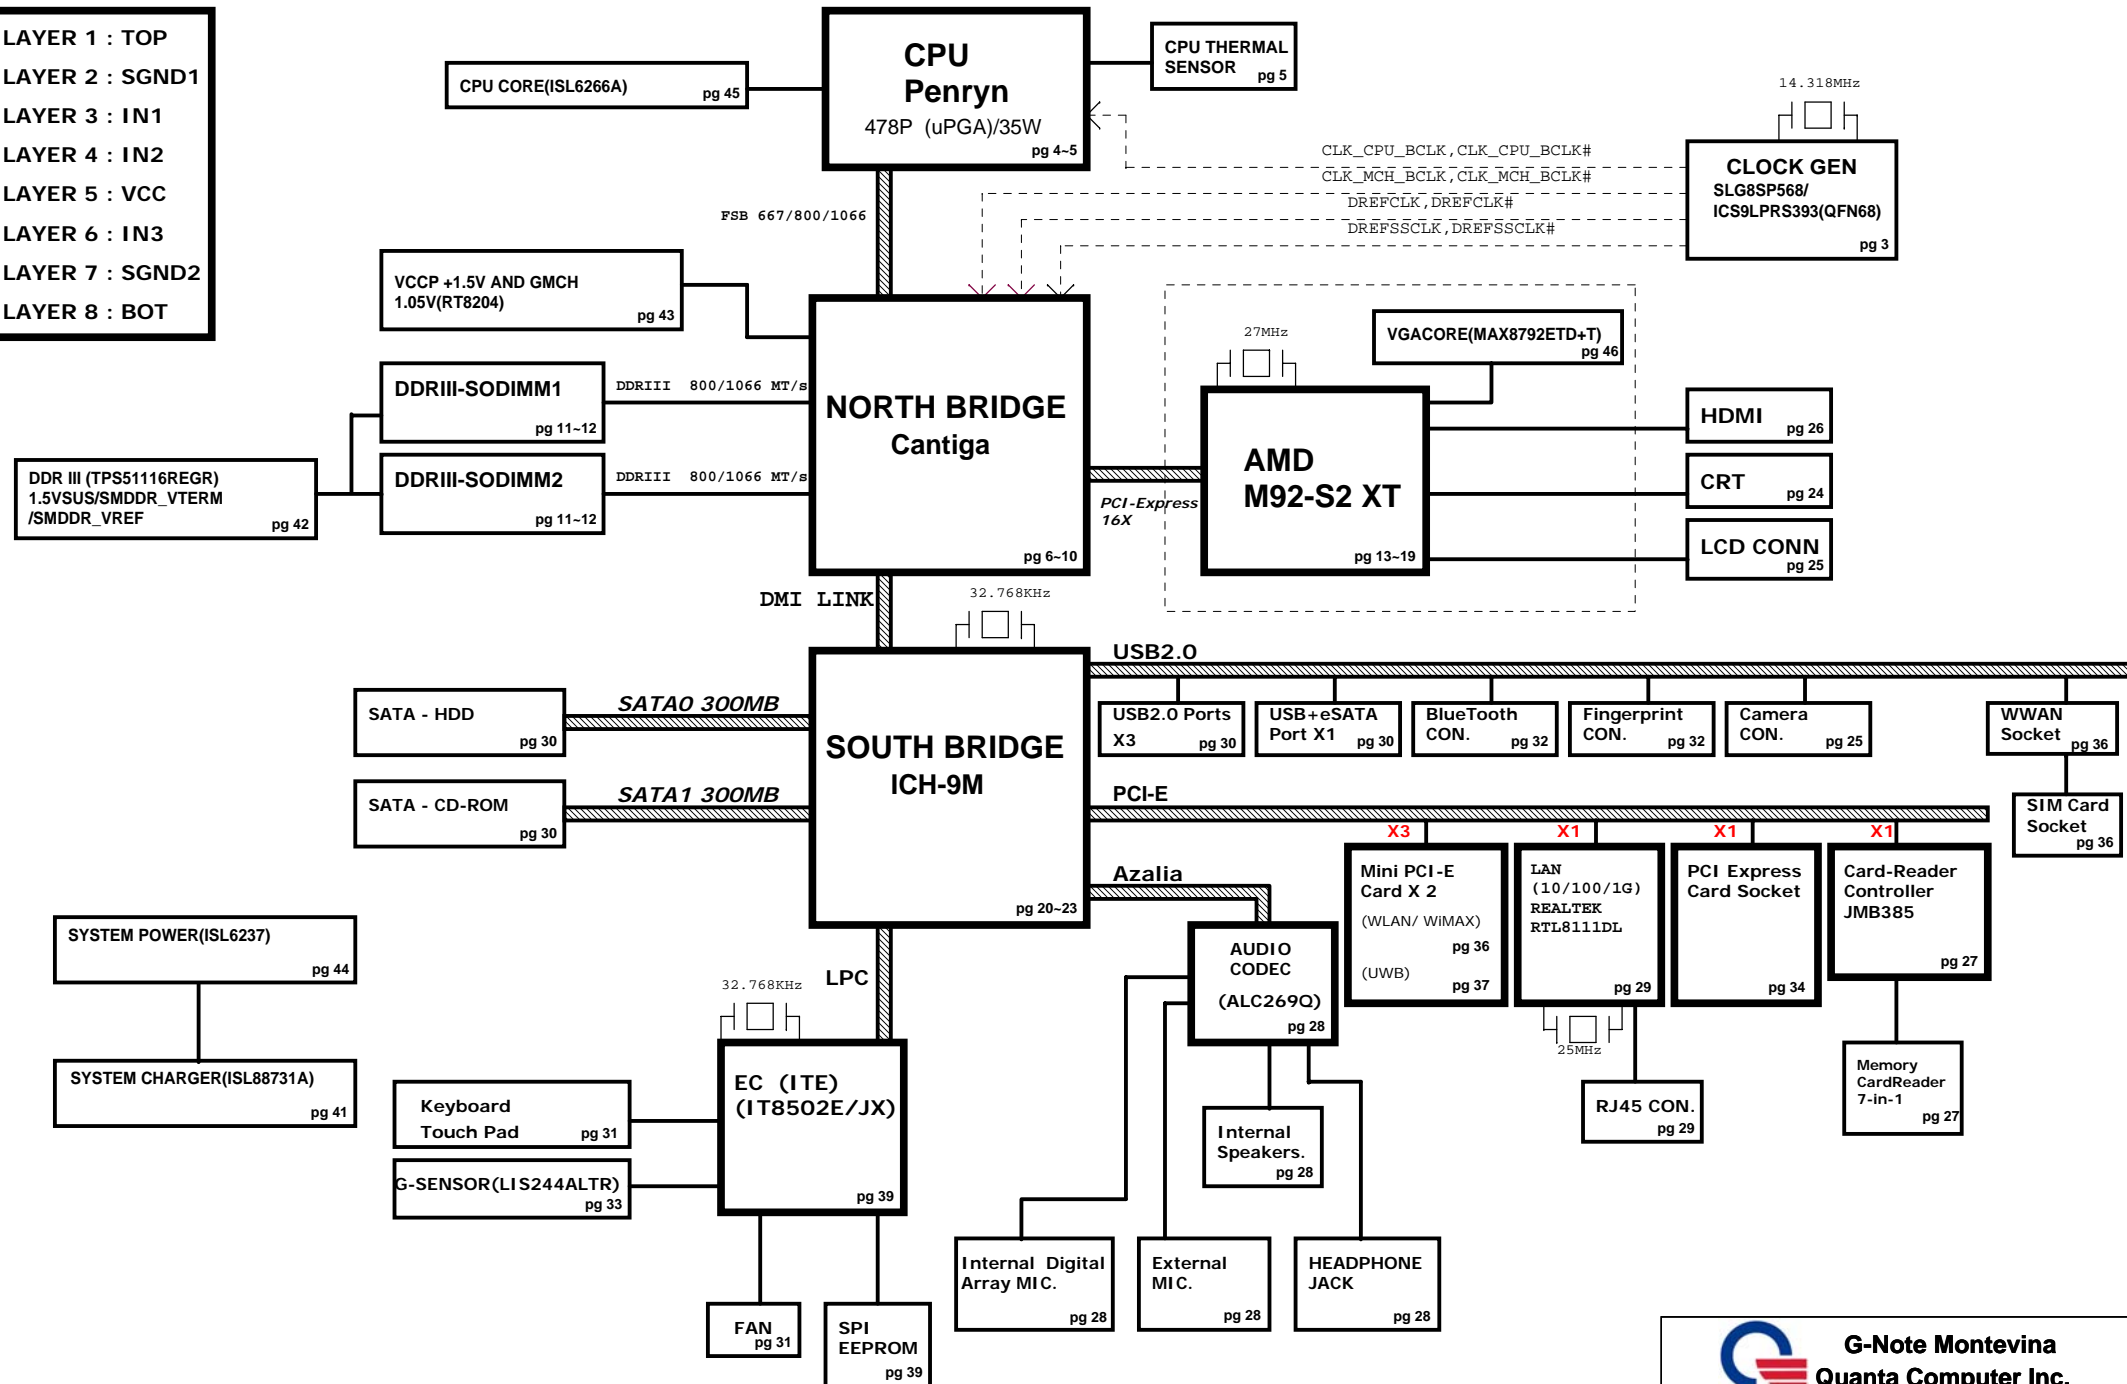 LAYER 1 : TOP
LAYER 2 : SGND1
LAYER 3 : IN1
LAYER 4 : IN2
LAYER 5 : VCC
LAYER 6 : IN3
LAYER 7 : SGND2
LAYER 8 : BOT
CPU CORE(ISL6266A)
pg 45
CPU
Penryn
478P (uPGA)/35W
pg 4~5
CPU THERMAL
SENSOR
pg 5
14.318MHz
CLOCK GEN
SLG8SP568/
ICS9LPRS393(QFN68)
pg 3
CLK_CPU_BCLK,CLK_CPU_BCLK#
CLK_MCH_BCLK,CLK_MCH_BCLK#
DREFCLK,DREFCLK#
DREFSSCLK,DREFSSCLK#
FSB 667/800/1066
VCCP +1.5V AND GMCH
1.05V(RT8204)
pg 43
DDRIII-SODIMM1
pg 11~12
DDRIII 800/1066 MT/s
DDRIII-SODIMM2
pg 11~12
DDRIII 800/1066 MT/s
DDR III (TPS51116REGR)
1.5VSUS/SMDDR_VTERM
/SMDDR_VREF
pg 42
NORTH BRIDGE
Cantiga
pg 6~10
PCI-Express
16X
27MHz
VGACORE(MAX8792ETD+T)
pg 46
AMD
M92-S2 XT
pg 13~19
HDMI
pg 26
CRT
pg 24
LCD CONN
pg 25
DMI LINK
32.768KHz
SOUTH BRIDGE
ICH-9M
pg 20~23
SATA - HDD
pg 30
SATA0 300MB
SATA - CD-ROM
pg 30
SATA1 300MB
USB2.0
USB2.0 Ports
X3
pg 30
USB+eSATA
Port X1
pg 30
BlueTooth
CON.
pg 32
Fingerprint
CON.
pg 32
Camera
CON.
pg 25
WWAN
Socket
pg 36
SIM Card
Socket
pg 36
PCI-E
X3
X1
X1
X1
Mini PCI-E
Card X 2
(WLAN/ WiMAX)
pg 36
(UWB)
pg 37
LAN
(10/100/1G)
REALTEK
RTL8111DL
pg 29
PCI Express
Card Socket
pg 34
Card-Reader
Controller
JMB385
pg 27
25MHz
RJ45 CON.
pg 29
Memory
CardReader
7-in-1
pg 27
Azalia
AUDIO
CODEC
(ALC269Q)
pg 28
Internal
Speakers.
pg 28
Internal Digital
Array MIC.
pg 28
External
MIC.
pg 28
HEADPHONE
JACK
pg 28
SYSTEM POWER(ISL6237)
pg 44
SYSTEM CHARGER(ISL88731A)
pg 41
LPC
32.768KHz
EC (ITE)
(IT8502E/JX)
pg 39
Keyboard
Touch Pad
pg 31
G-SENSOR(LIS244ALTR)
pg 33
FAN
pg 31
SPI
EEPROM
pg 39
G-Note Montevina
Quanta Computer Inc.